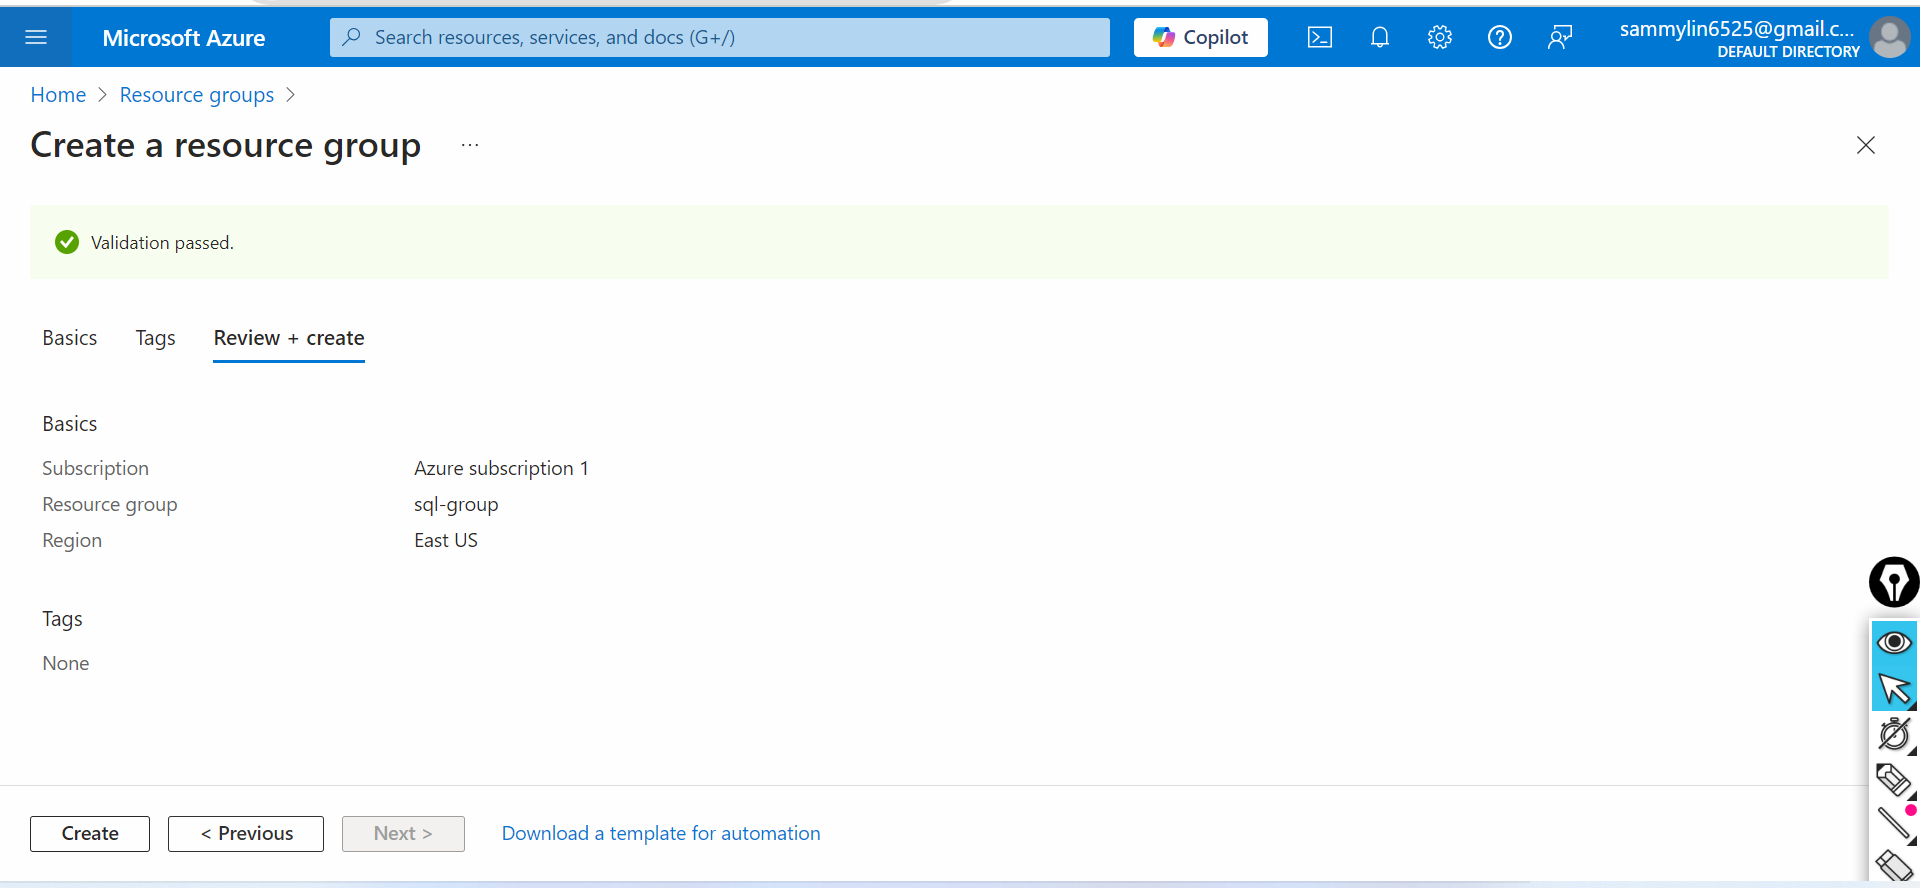 Microsoft Azure
Search resources, services, and docs (G+/)
Copilot
sammylin6525@gmail.c...
DEFAULT DIRECTORY
Home > Resource groups >
Create a resource group ...
Validation passed.
Basics Tags Review + create
Basics
Subscription Azure subscription 1
Resource group sql-group
Region East US
Tags
None
Create < Previous Next > Download a template for automation